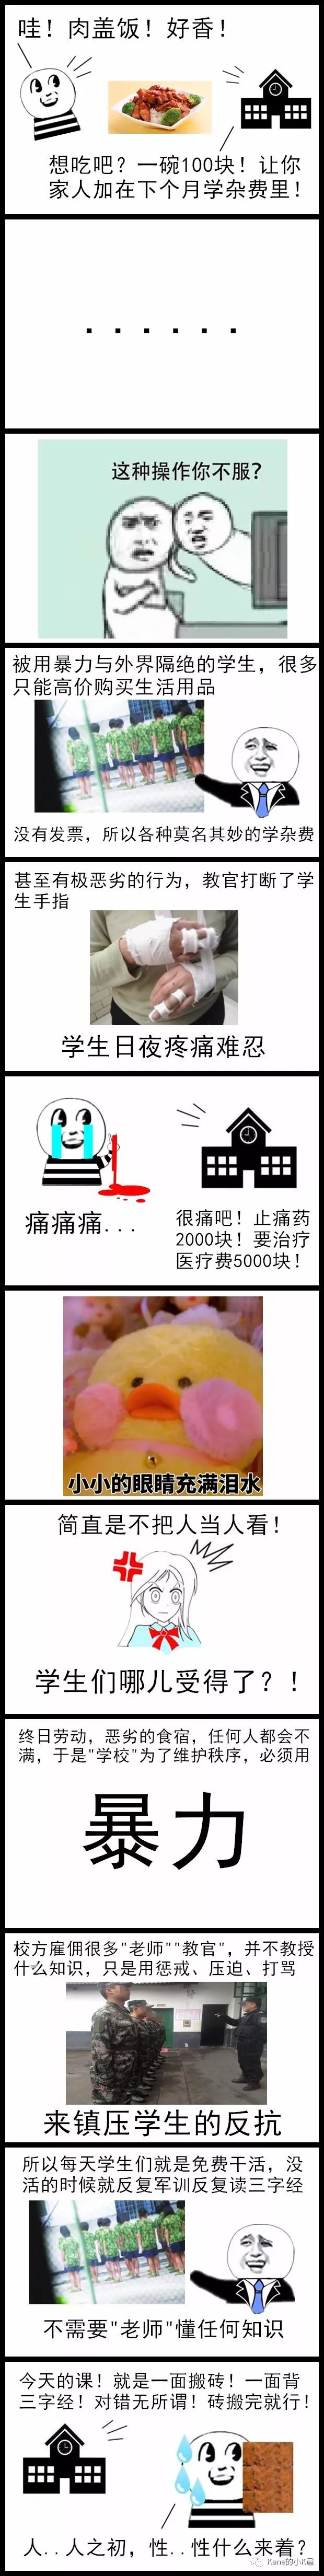 哇！肉盖饭！好香！
想吃吧？一碗100块！让你
家人加在下个月学杂费里！
......
这种操作你不服？
被用暴力与外界隔绝的学生，很多
只能高价购买生活用品
没有发票，所以各种莫名其妙的学杂费
甚至有极恶劣的行为，教官打断了学
生手指
学生日夜疼痛难忍
痛痛痛...
很痛吧！止痛药
2000块！要治疗
医疗费5000块！
小小的眼睛充满泪水
简直是不把人当人看！
学生们哪儿受得了？！
终日劳动，恶劣的食宿，任何人都会不
满，于是"学校"为了维护秩序，必须用
暴力
校方雇佣很多"老师""教官"，并不教授
什么知识，只是用惩戒、压迫、打骂
来镇压学生的反抗
所以每天学生们就是免费干活，没
活的时候就反复军训反复读三字经
不需要"老师"懂任何知识
今天的课！就是一面搬砖！一面背
三字经！对错无所谓！砖搬完就行！
人..人之初，性..性什么来着？
Kane的小K屋